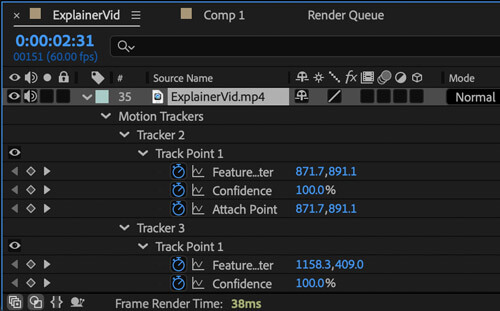 × ExplainerVid ≡ Comp 1 Render Queue
0:00:02:31
00151 (60.00 fps)
# Source Name fx Mode
35 ExplainerVid.mp4 Normal
Motion Trackers
Tracker 2
Track Point 1
Feature...ter 871.7,891.1
Confidence 100.0%
Attach Point 871.7,891.1
Tracker 3
Track Point 1
Feature...ter 1158.3,409.0
Confidence 100.0%
Frame Render Time: 38ms